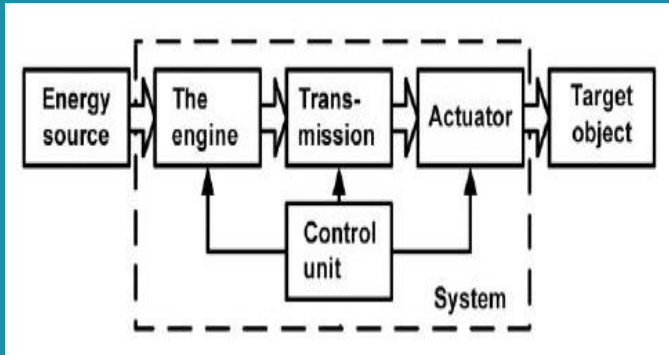 Energy
source
The
engine
Trans-
mission
Actuator
Target
object
Control
unit
System